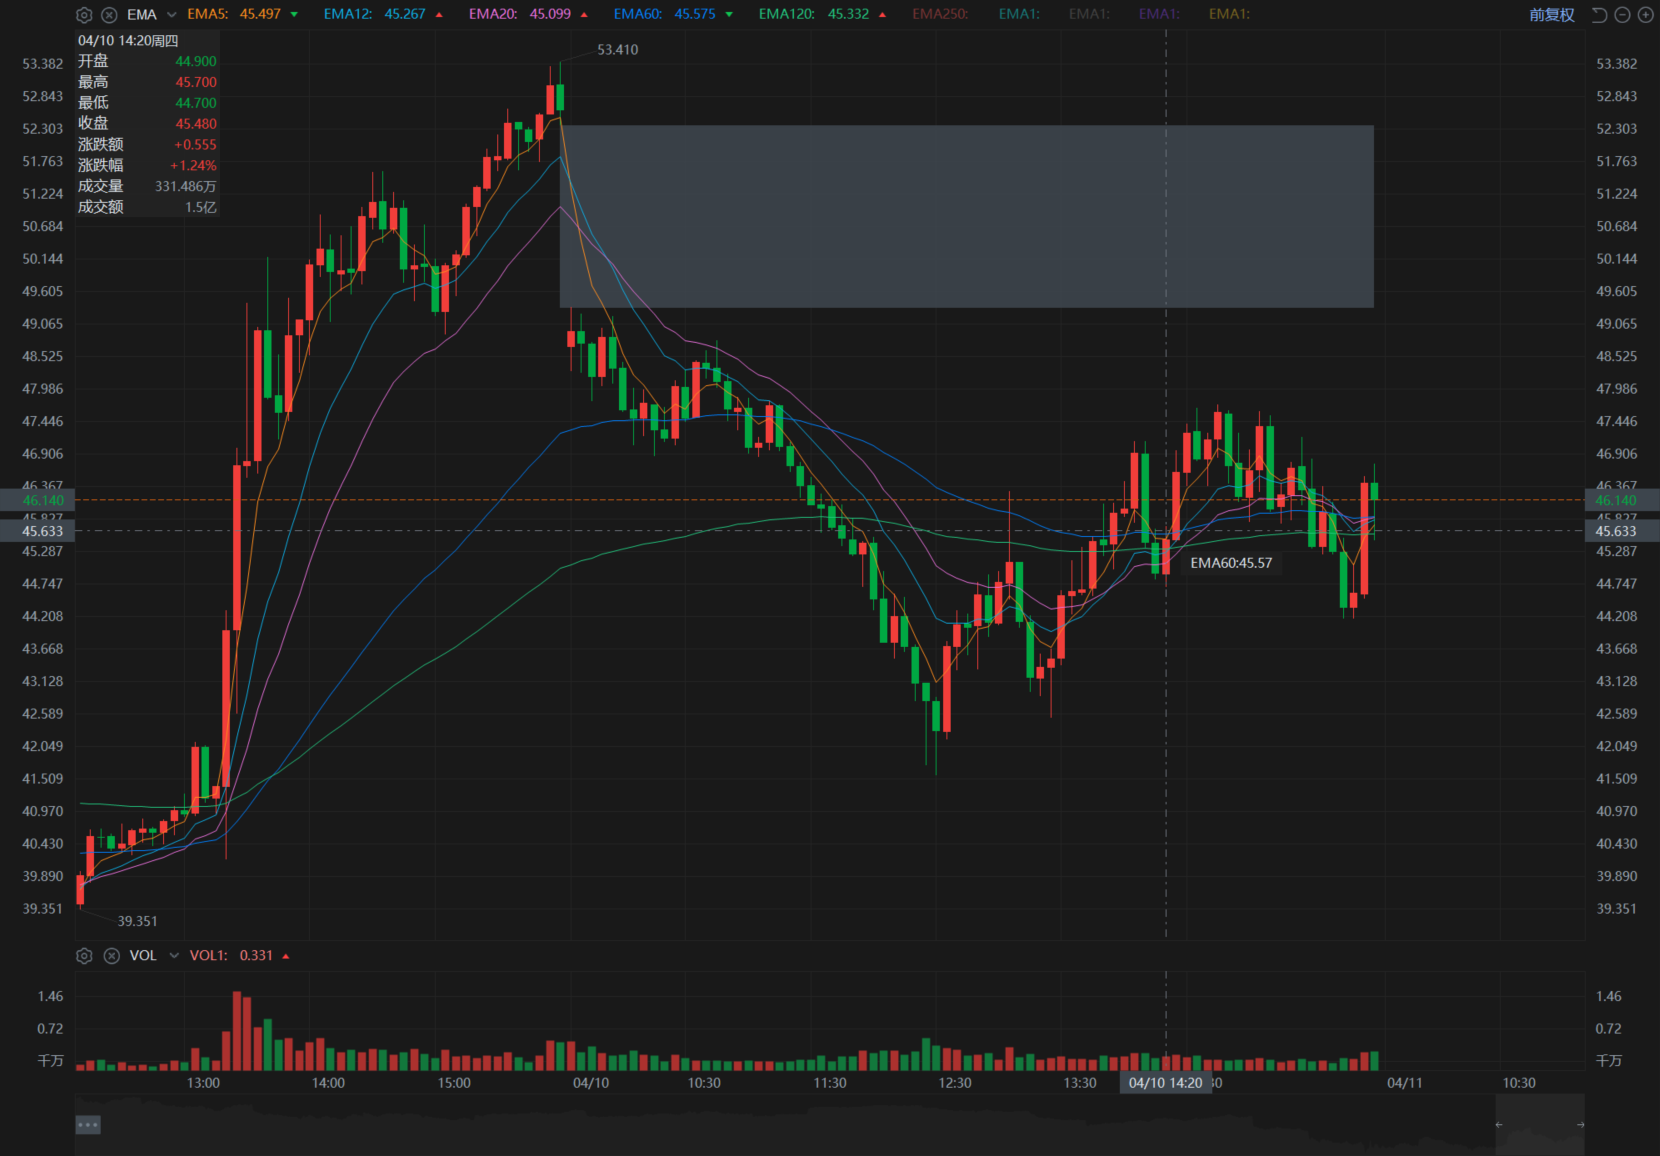 EMA EMA5: 45.497 EMA12: 45.267 EMA20: 45.099 EMA60: 45.575 EMA120: 45.332 EMA250: EMA1: EMA1: EMA1: EMA1: 前复权
04/10 14:20周四
开盘 44.900
最高 45.700
最低 44.700
收盘 45.480
涨跌额 +0.555
涨跌幅 +1.24%
成交量 331.486万
成交额 1.5亿
53.410
53.382 53.382
52.843 52.843
52.303 52.303
51.763 51.763
51.224 51.224
50.684 50.684
50.144 50.144
49.605 49.605
49.065 49.065
48.525 48.525
47.986 47.986
47.446 47.446
46.906 46.906
46.367 46.367
46.140 46.140
45.827 45.827
45.633 45.633
45.287 45.287
EMA60:45.57
44.747 44.747
44.208 44.208
43.668 43.668
43.128 43.128
42.589 42.589
42.049 42.049
41.509 41.509
40.970 40.970
40.430 40.430
39.890 39.890
39.351 39.351
39.351
VOL VOL1: 0.331
1.46 1.46
0.72 0.72
千万 千万
13:00 14:00 15:00 04/10 10:30 11:30 12:30 13:30 04/10 14:20 04/11 10:30